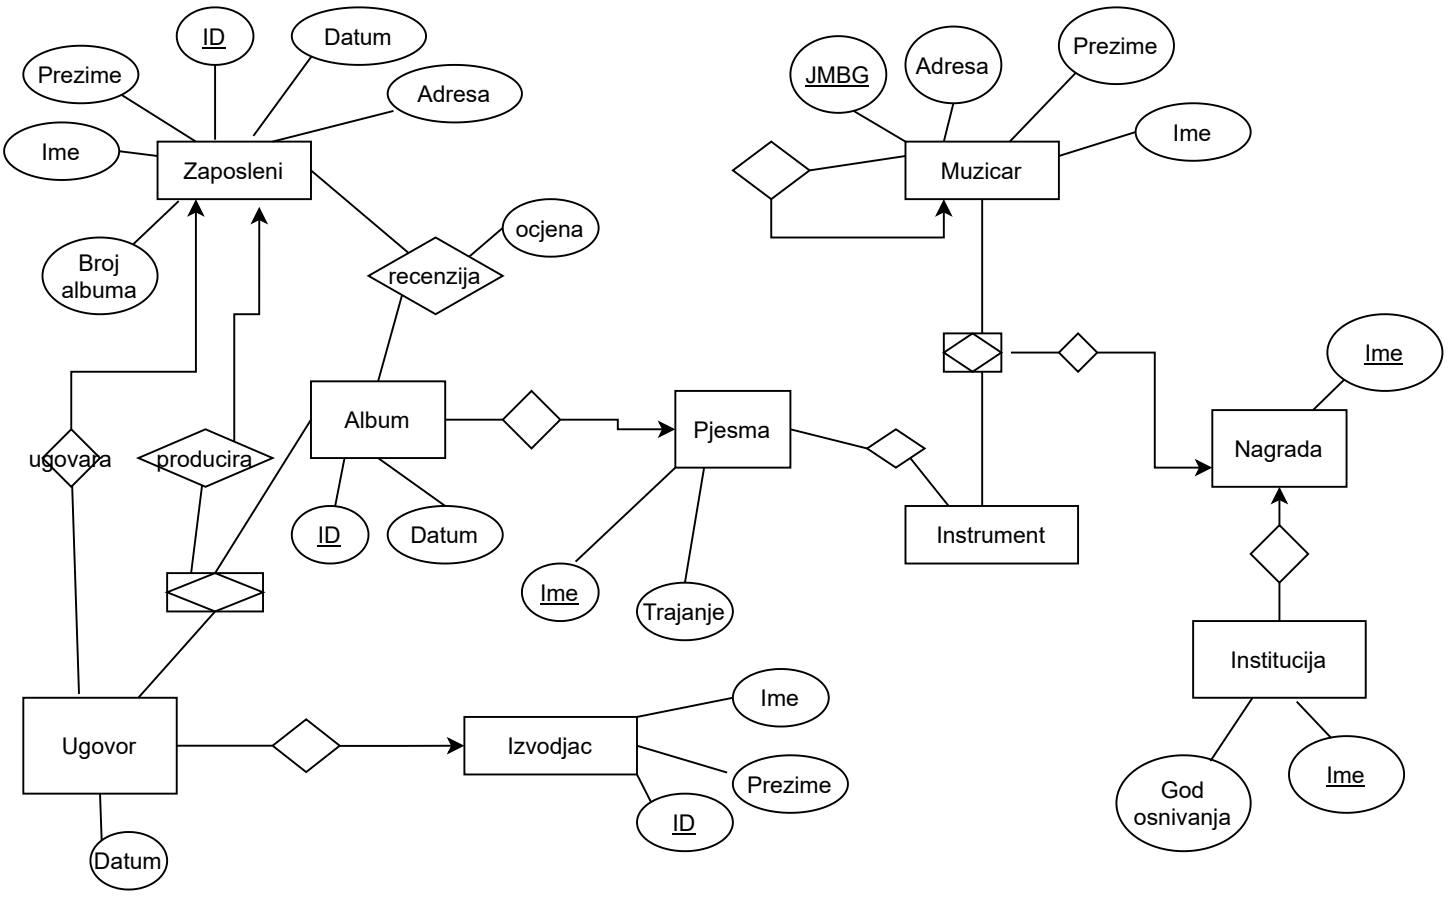 ID
Datum
Prezime
Adresa
Ime
Zaposleni
Broj
albuma
ocjena
recenzija
JMBG
Adresa
Prezime
Ime
Muzicar
ugovara
producira
Album
ID
Datum
Pjesma
Ime
Trajanje
Instrument
Ime
Nagrada
Institucija
God
osnivanja
Ime
Ugovor
Datum
Izvodjac
Ime
Prezime
ID